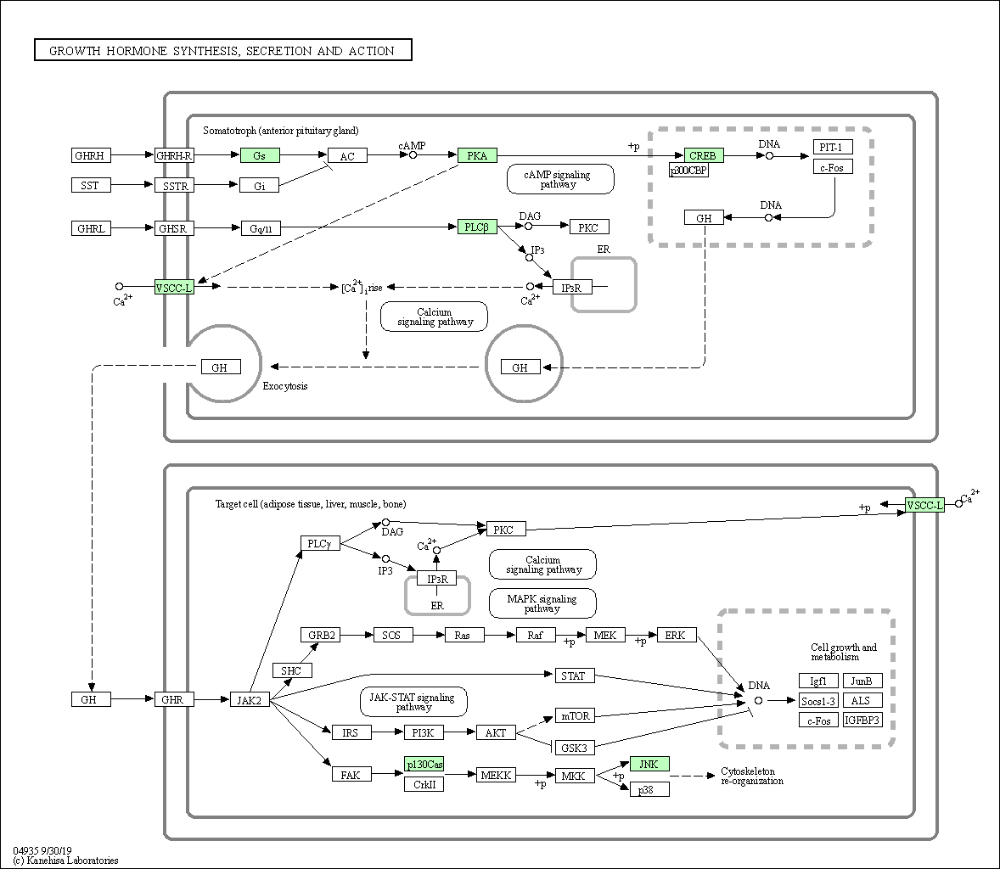 GROWTH HORMONE SYNTHESIS, SECRETION AND ACTION
Somatotroph (anterior pituitary gland)
GHRH
GHRH-R
Gs
AC
cAMP
PKA
+p
CREB
p300/CBP
DNA
PIT-1
c-Fos
SST
SSTR
Gi
cAMP signaling
pathway
GHRL
GHSR
Gq/11
PLCβ
DAG
PKC
GH
DNA
IP3
ER
Ca2+
VSCC-L
[Ca2+]i rise
Ca2+
IP3R
Calcium
signaling pathway
GH
GH
Exocytosis
Target cell (adipose tissue, liver, muscle, bone)
+p
VSCC-L
Ca2+
PLCγ
DAG
PKC
Ca2+
IP3
IP3R
ER
Calcium
signaling pathway
MAPK signaling
pathway
GRB2
SOS
Ras
Raf
+p
MEK
+p
ERK
Cell growth and
metabolism
SHC
STAT
DNA
Igf1
JunB
GH
GHR
JAK2
JAK-STAT signaling
pathway
Socs1-3
ALS
mTOR
c-Fos
IGFBP3
IRS
PI3K
AKT
GSK3
FAK
p130Cas
CrkII
MEKK
+p
MKK
+p
JNK
p38
Cytoskeleton
re-organization
04935 9/30/19
(c) Kanehisa Laboratories